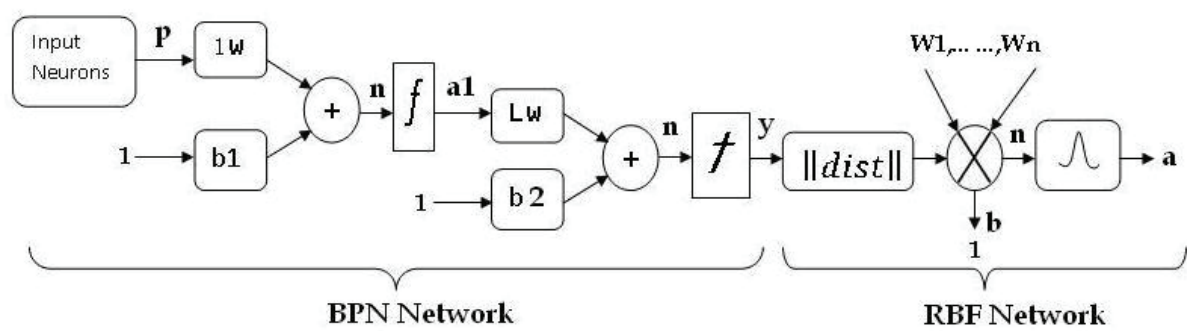 Input
Neurons
p
1W
1
b1
+
n
f
a1
Lw
1
b2
+
n
f
y
||dist||
W1,... ...,Wn
n
b
1
a
BPN Network
RBF Network